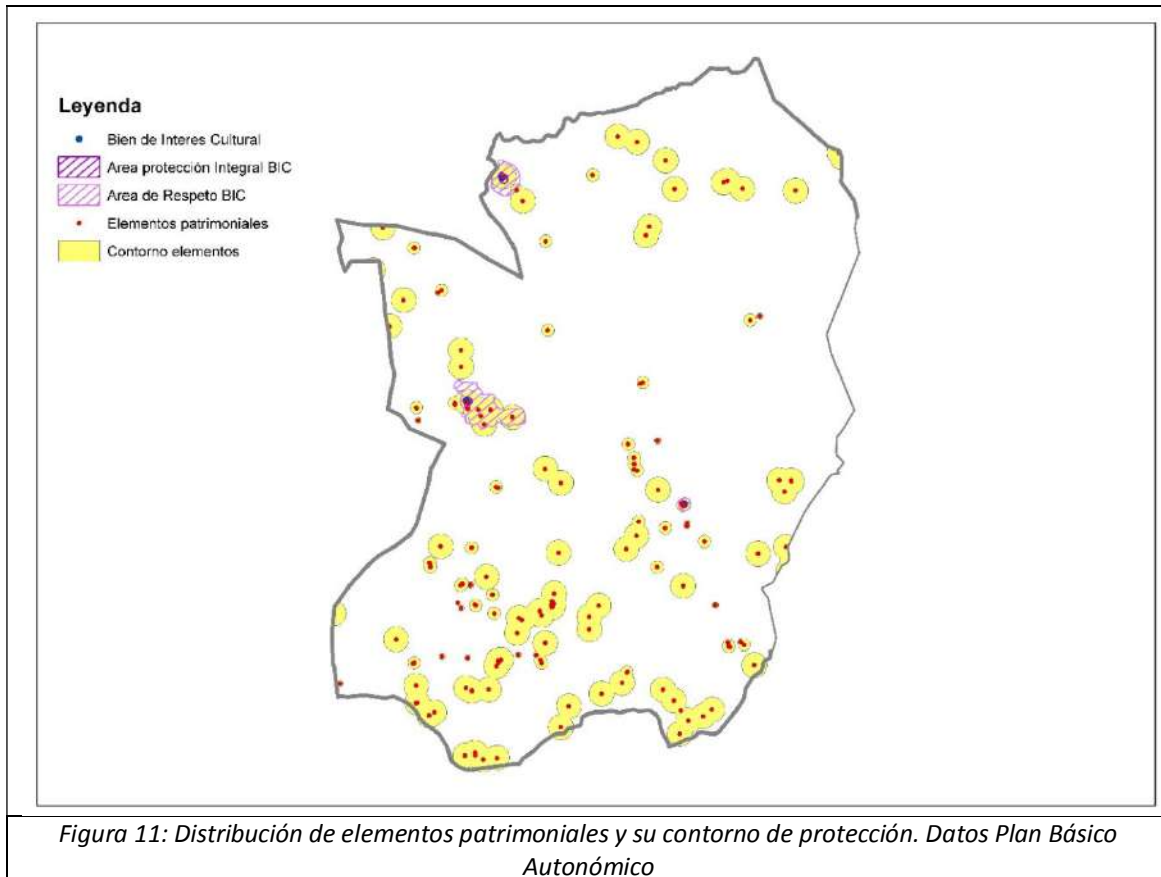 Leyenda
Bien de Interes Cultural
Area protección Integral BIC
Area de Respeto BIC
Elementos patrimoniales
Contorno elementos
Figura 11: Distribución de elementos patrimoniales y su contorno de protección. Datos Plan Básico
Autonómico